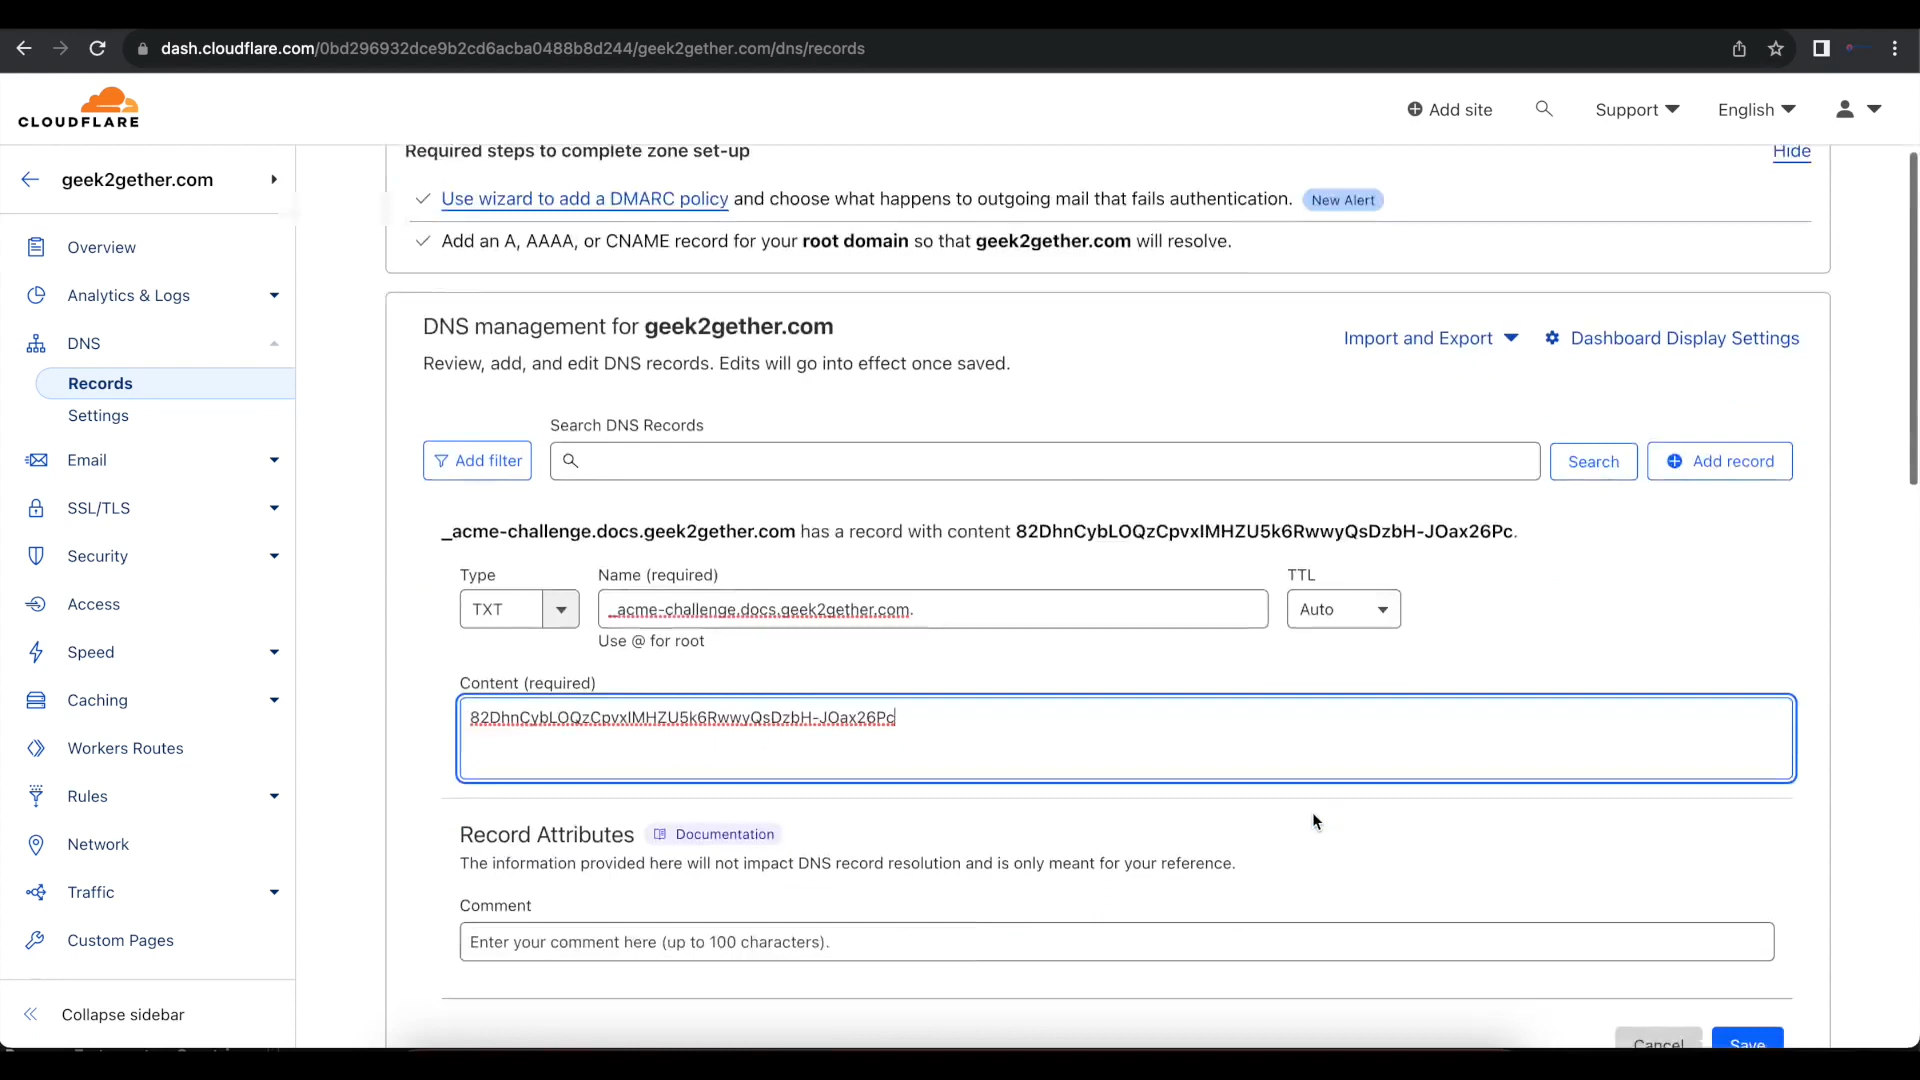 dash.cloudflare.com/0bd296932dce9b2cd6acba0488b8d244/geek2gether.com/dns/records
CLOUDFLARE
Add site
Support
English
geek2gether.com
Overview
Analytics & Logs
DNS
Records
Settings
Email
SSL/TLS
Security
Access
Speed
Caching
Workers Routes
Rules
Network
Traffic
Custom Pages
Collapse sidebar
Required steps to complete zone set-up
Hide
Use wizard to add a DMARC policy and choose what happens to outgoing mail that fails authentication. New Alert
Add an A, AAAA, or CNAME record for your root domain so that geek2gether.com will resolve.
DNS management for geek2gether.com
Review, add, and edit DNS records. Edits will go into effect once saved.
Import and Export
Dashboard Display Settings
Search DNS Records
Add filter
Search
Add record
_acme-challenge.docs.geek2gether.com has a record with content 82DhnCybLOQzCpvxIMHZU5k6RwwyQsDzbH-JOax26Pc.
Type
Name (required)
TTL
TXT
_acme-challenge.docs.geek2gether.com.
Auto
Use @ for root
Content (required)
82DhnCybLOQzCpvxIMHZU5k6RwwyQsDzbH-JOax26Pc
Record Attributes
Documentation
The information provided here will not impact DNS record resolution and is only meant for your reference.
Comment
Enter your comment here (up to 100 characters).
Cancel
Save